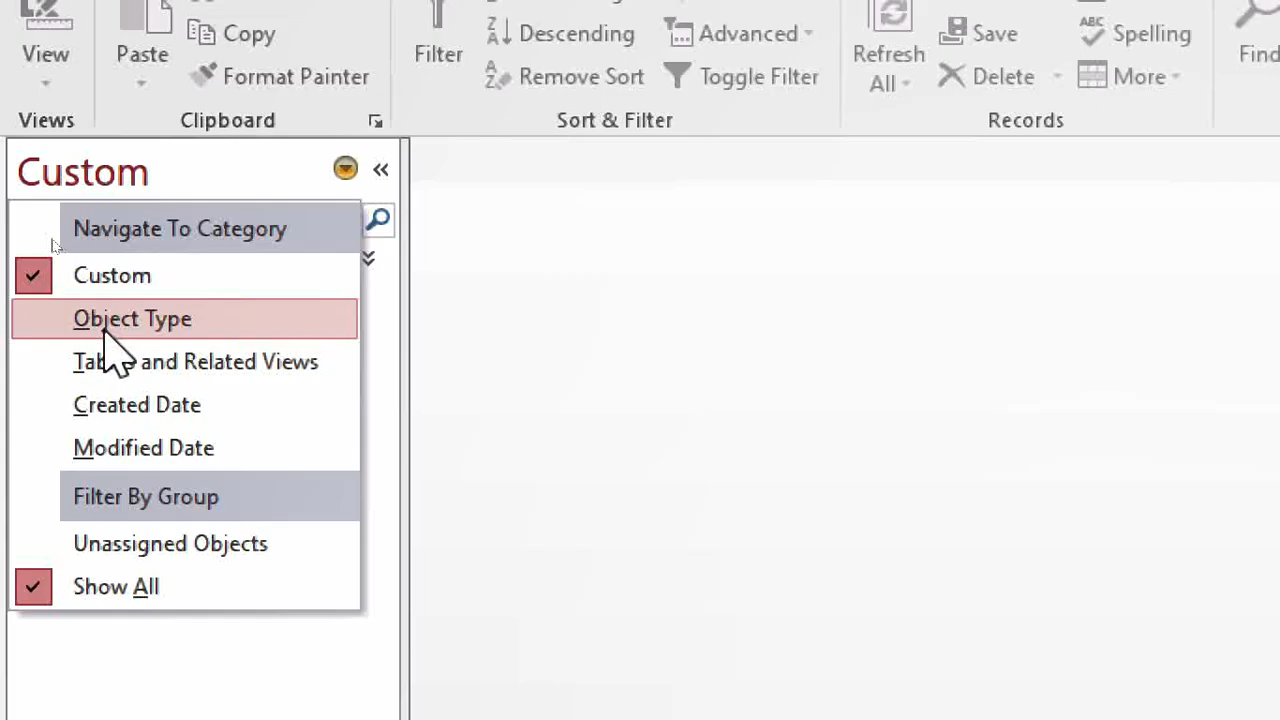 View
Paste
Copy
Format Painter
Filter
Descending
Remove Sort
Advanced
Toggle Filter
Refresh
All
Save
Delete
ABC
Spelling
More
Find
Views
Clipboard
Sort & Filter
Records
Custom
Navigate To Category
Custom
Object Type
and Related Views
Created Date
Modified Date
Filter By Group
Unassigned Objects
Show All